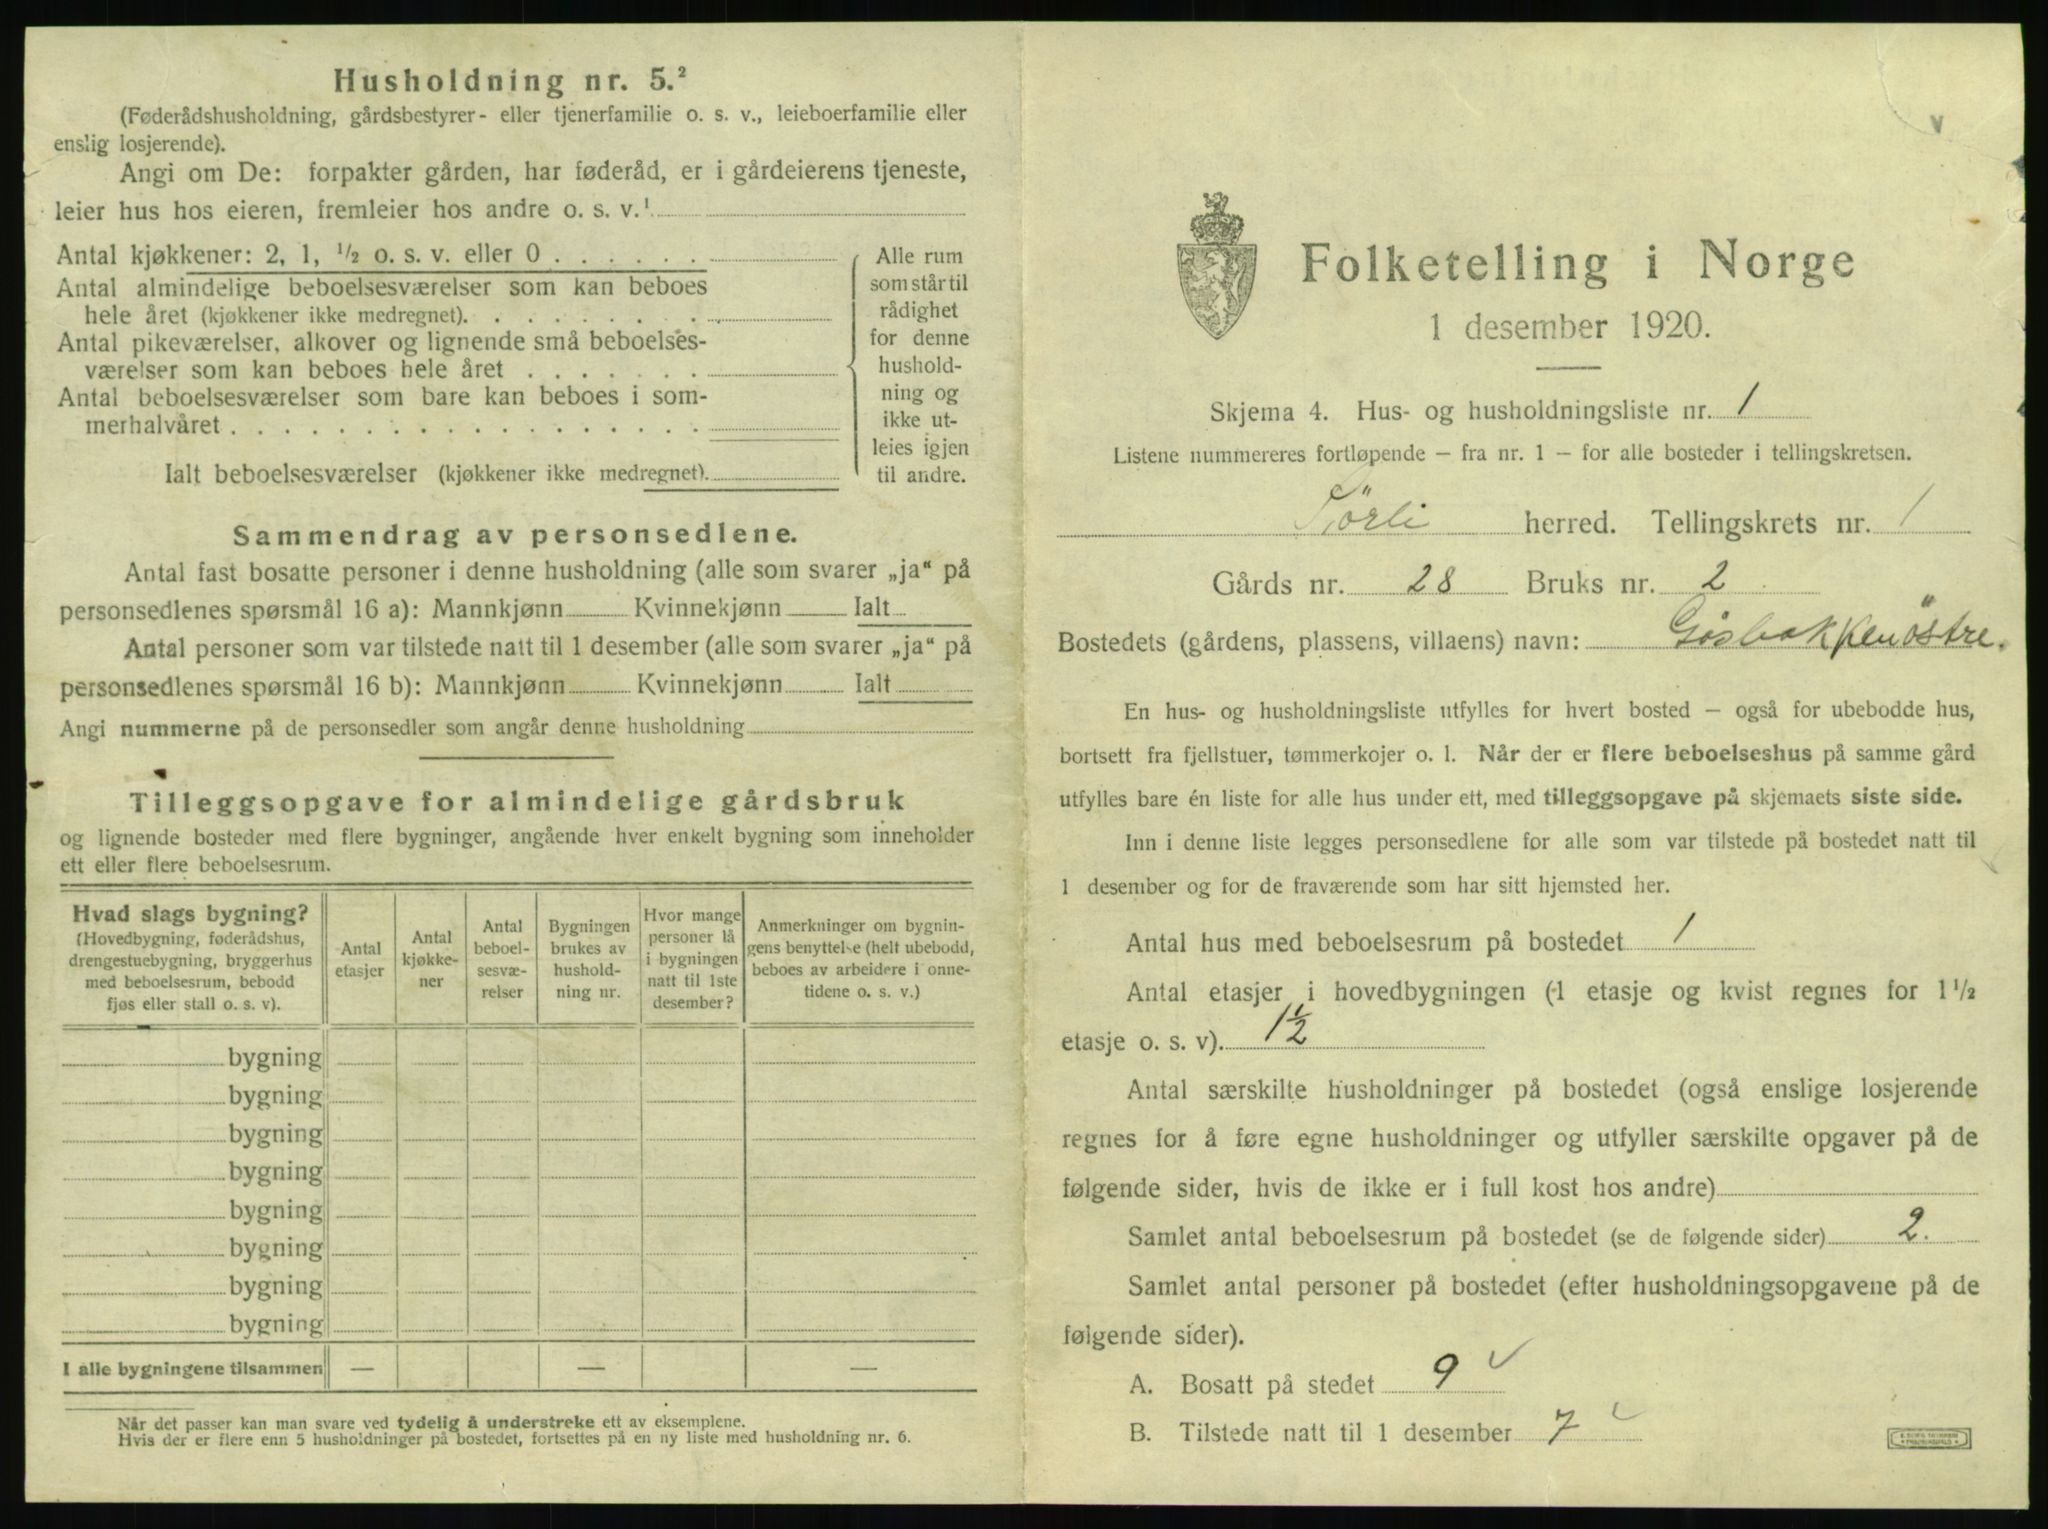 Husholdning nr. 5.²
(Føderådshusholdning, gårdsbestyrer- eller tjenerfamilie o. s. v., leieboerfamilie eller
enslig losjerende).
Angi om De: forpakter gården, har føderåd, er i gårdeierens tjeneste,
leier hus hos eieren, fremleier hos andre o. s. v.¹
Antal kjøkkener: 2, 1, ½ o. s. v. eller 0 . . . . . .
Antal almindelige beboelsesværelser som kan beboes
hele året (kjøkkener ikke medregnet). . . . . . . . .
Antal pikeværelser, alkover og lignende små beboelses-
værelser som kan beboes hele året . . . . . . .
Antal beboelsesværelser som bare kan beboes i som-
merhalvåret . . . . . . . . . . . . . . . . . .
Ialt beboelsesværelser (kjøkkener ikke medregnet).
Alle rum
som står til
rådighet
for denne
hushold-
ning og
ikke ut-
leies igjen
til andre.
Sammendrag av personsedlene.
Antal fast bosatte personer i denne husholdning (alle som svarer „ja“ på
personsedlenes spørsmål 16 a): Mannkjønn Kvinnekjønn Ialt
Antal personer som var tilstede natt til 1 desember (alle som svarer „ja“ på
personsedlenes spørsmål 16 b): Mannkjønn Kvinnekjønn Ialt
Angi nummerne på de personsedler som angår denne husholdning
Tilleggsopgave for almindelige gårdsbruk
og lignende bosteder med flere bygninger, angående hver enkelt bygning som inneholder
ett eller flere beboelsesrum.
Hvad slags bygning?
(Hovedbygning, føderådshus,
drengestuebygning, bryggerhus
med beboelsesrum, bebodd
fjøs eller stall o. s. v).
Antal
etasjer
Antal
kjøkke-
ner
Antal
beboel-
sesvæ-
relser
Bygningen
brukes av
hushold-
ning nr.
Hvor mange
personer lå
i bygningen
natt til 1ste
desember?
Anmerkninger om bygnin-
gens benyttelse (helt ubebodd,
beboes av arbeidere i onne-
tidene o. s. v.)
bygning
bygning
bygning
bygning
bygning
bygning
bygning
bygning
I alle bygningene tilsammen — — —
Når det passer kan man svare ved tydelig å understreke ett av eksemplene.
Hvis der er flere enn 5 husholdninger på bostedet, fortsettes på en ny liste med husholdning nr. 6.
Folketelling i Norge
1 desember 1920.
Skjema 4. Hus- og husholdningsliste nr. 1
Listene nummereres fortløpende – fra nr. 1 – for alle bosteder i tellingskretsen.
Sörli herred. Tellingskrets nr. 1
Gårds nr. 28 Bruks nr. 2
Bostedets (gårdens, plassens, villaens) navn: Gösbakken östre.
En hus- og husholdningsliste utfylles for hvert bosted – også for ubebodde hus,
bortsett fra fjellstuer, tømmerkojer o. l. Når der er flere beboelseshus på samme gård
utfylles bare én liste for alle hus under ett, med tilleggsopgave på skjemaets siste side.
Inn i denne liste legges personsedlene for alle som var tilstede på bostedet natt til
1 desember og for de fraværende som har sitt hjemsted her.
Antal hus med beboelsesrum på bostedet 1
Antal etasjer i hovedbygningen (1 etasje og kvist regnes for 1½
etasje o. s. v). 1½
Antal særskilte husholdninger på bostedet (også enslige losjerende
regnes for å føre egne husholdninger og utfyller særskilte opgaver på de
følgende sider, hvis de ikke er i full kost hos andre)
Samlet antal beboelsesrum på bostedet (se de følgende sider) 2.
Samlet antal personer på bostedet (efter husholdningsopgavene på de
følgende sider).
A. Bosatt på stedet 9
B. Tilstede natt til 1 desember 7